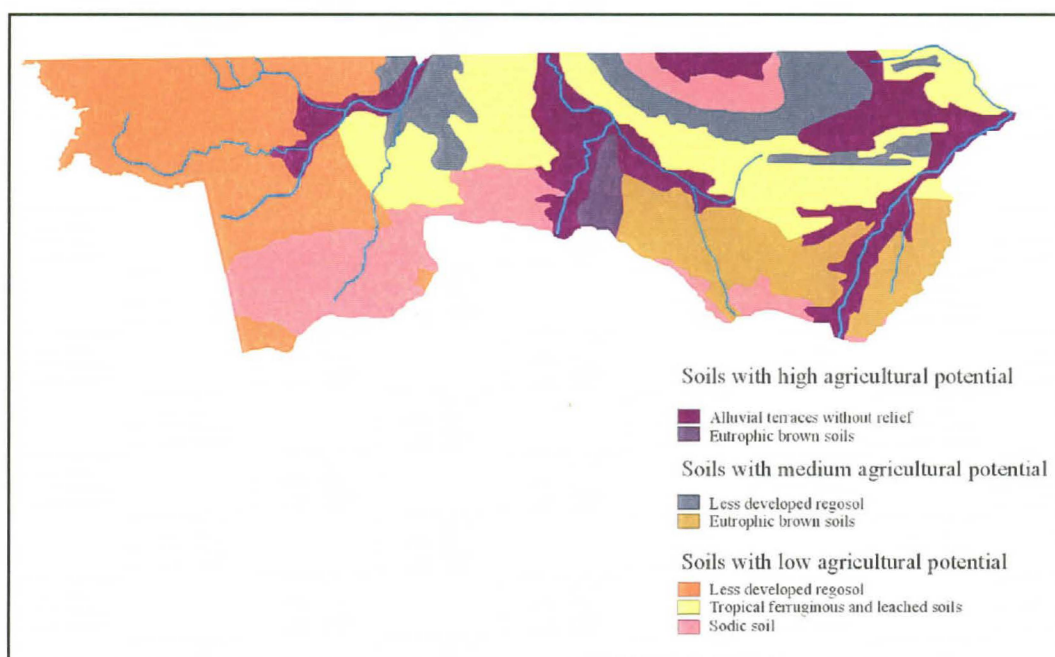 Soils with high agricultural potential
Alluvial terraces without relief
Eutrophic brown soils
Soils with medium agricultural potential
Less developed regosol
Eutrophic brown soils
Soils with low agricultural potential
Less developed regosol
Tropical ferruginous and leached soils
Sodic soil